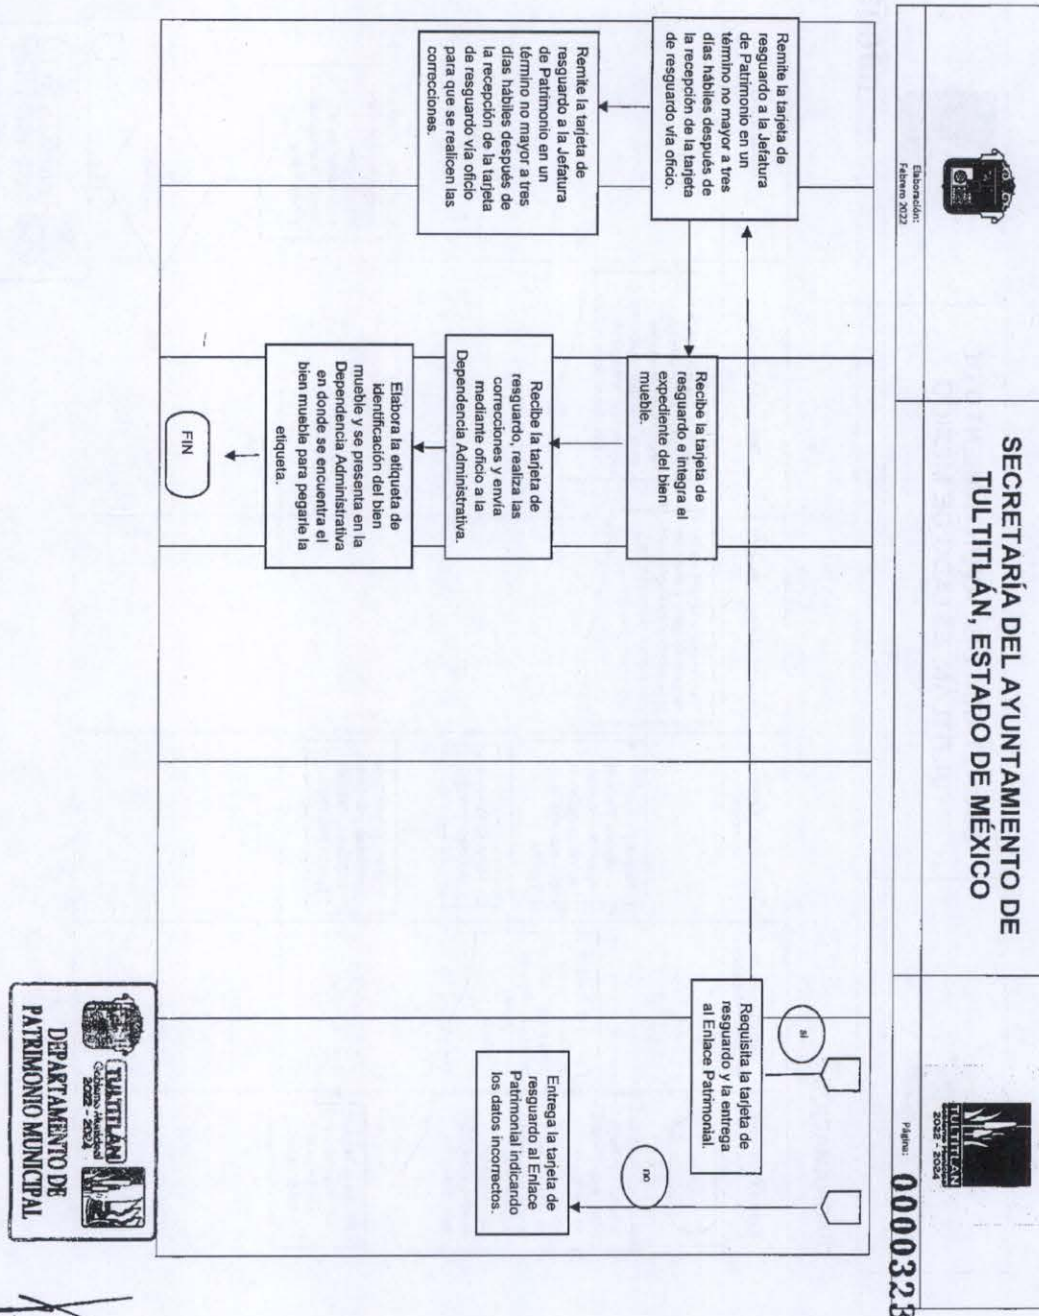 SECRETARÍA DEL AYUNTAMIENTO DE
TULTITLÁN, ESTADO DE MÉXICO
TULTITLÁN
2022 - 2024
Elaboración:
Febrero 2022
Página:
000323
Remite la tarjeta de
resguardo a la Jefatura
de Patrimonio en un
término no mayor a tres
días hábiles después de
la recepción de la tarjeta
de resguardo vía oficio.
Remite la tarjeta de
resguardo a la Jefatura
de Patrimonio en un
término no mayor a tres
días hábiles después de
la recepción de la tarjeta
de resguardo vía oficio
para que se realicen las
correcciones.
Recibe la tarjeta de
resguardo e integra el
expediente del bien
mueble.
Recibe la tarjeta de
resguardo, realiza las
correcciones y envía
mediante oficio a la
Dependencia Administrativa.
Elabora la etiqueta de
identificación del bien
mueble y se presenta en la
Dependencia Administrativa
en donde se encuentra el
bien mueble para pegarle la
etiqueta.
FIN
si
Requisita la tarjeta de
resguardo y la entrega
al Enlace Patrimonial.
no
Entrega la tarjeta de
resguardo al Enlace
Patrimonial indicando
los datos incorrectos.
TULTITLÁN
2022 - 2024
DEPARTAMENTO DE
PATRIMONIO MUNICIPAL